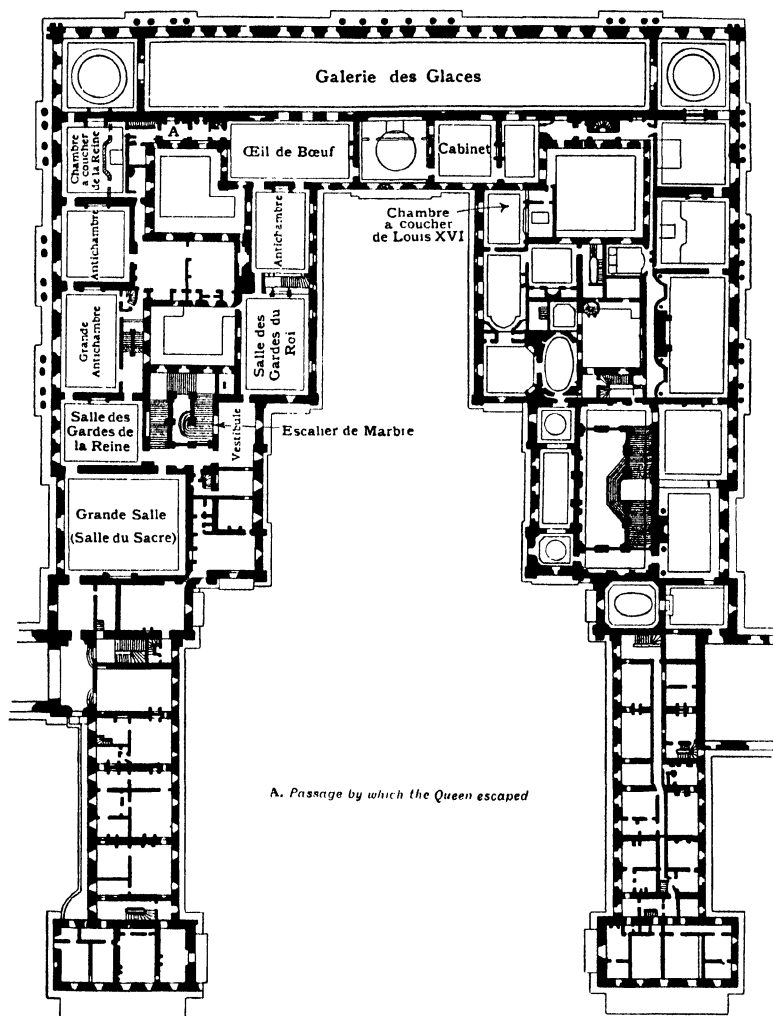 Galerie des Glaces
A
Œil de Bœuf
Cabinet
Chambre
a coucher
de la Reine
Chambre
a coucher
de Louis XVI
Antichambre
Antichambre
Grande
Antichambre
Salle des
Gardes du
Roi
Salle des
Gardes de
la Reine
Vestibule
Escalier de Marbre
Grande Salle
(Salle du Sacre)
A. Passage by which the Queen escaped